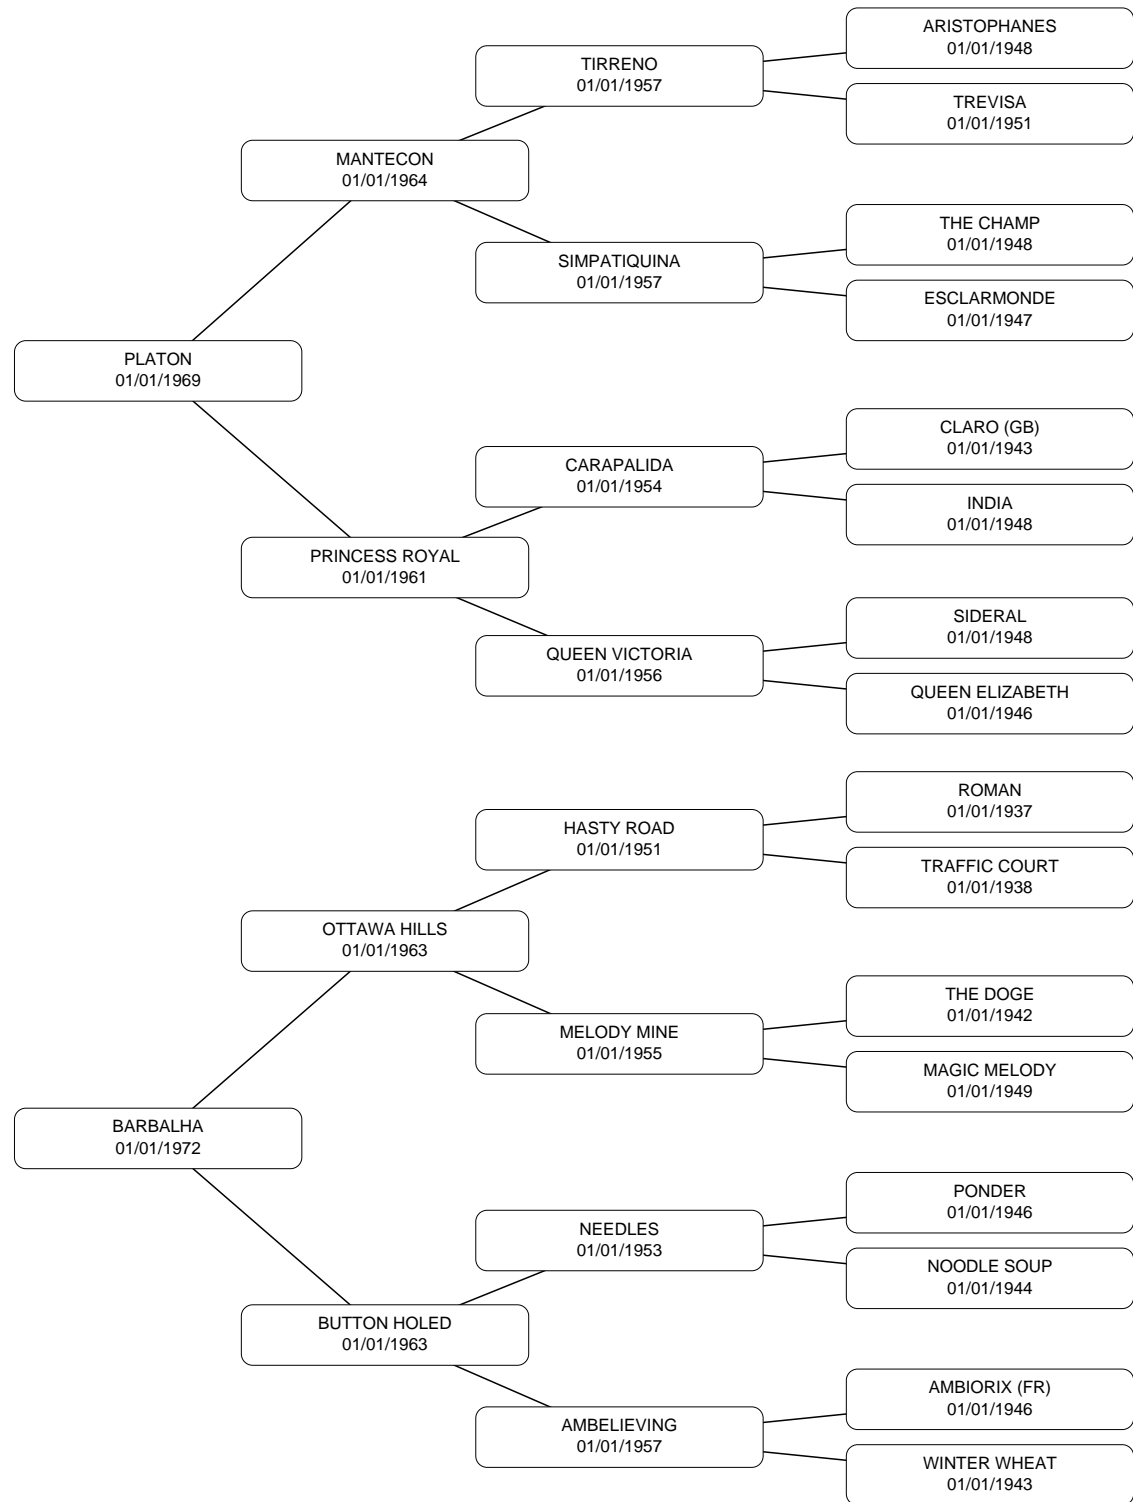 ARISTOPHANES
01/01/1948
TIRRENO
01/01/1957
TREVISA
01/01/1951
MANTECON
01/01/1964
THE CHAMP
01/01/1948
SIMPATIQUINA
01/01/1957
ESCLARMONDE
01/01/1947
PLATON
01/01/1969
CLARO (GB)
01/01/1943
CARAPALIDA
01/01/1954
INDIA
01/01/1948
PRINCESS ROYAL
01/01/1961
SIDERAL
01/01/1948
QUEEN VICTORIA
01/01/1956
QUEEN ELIZABETH
01/01/1946
ROMAN
01/01/1937
HASTY ROAD
01/01/1951
TRAFFIC COURT
01/01/1938
OTTAWA HILLS
01/01/1963
THE DOGE
01/01/1942
MELODY MINE
01/01/1955
MAGIC MELODY
01/01/1949
BARBALHA
01/01/1972
PONDER
01/01/1946
NEEDLES
01/01/1953
NOODLE SOUP
01/01/1944
BUTTON HOLED
01/01/1963
AMBIORIX (FR)
01/01/1946
AMBELIEVING
01/01/1957
WINTER WHEAT
01/01/1943